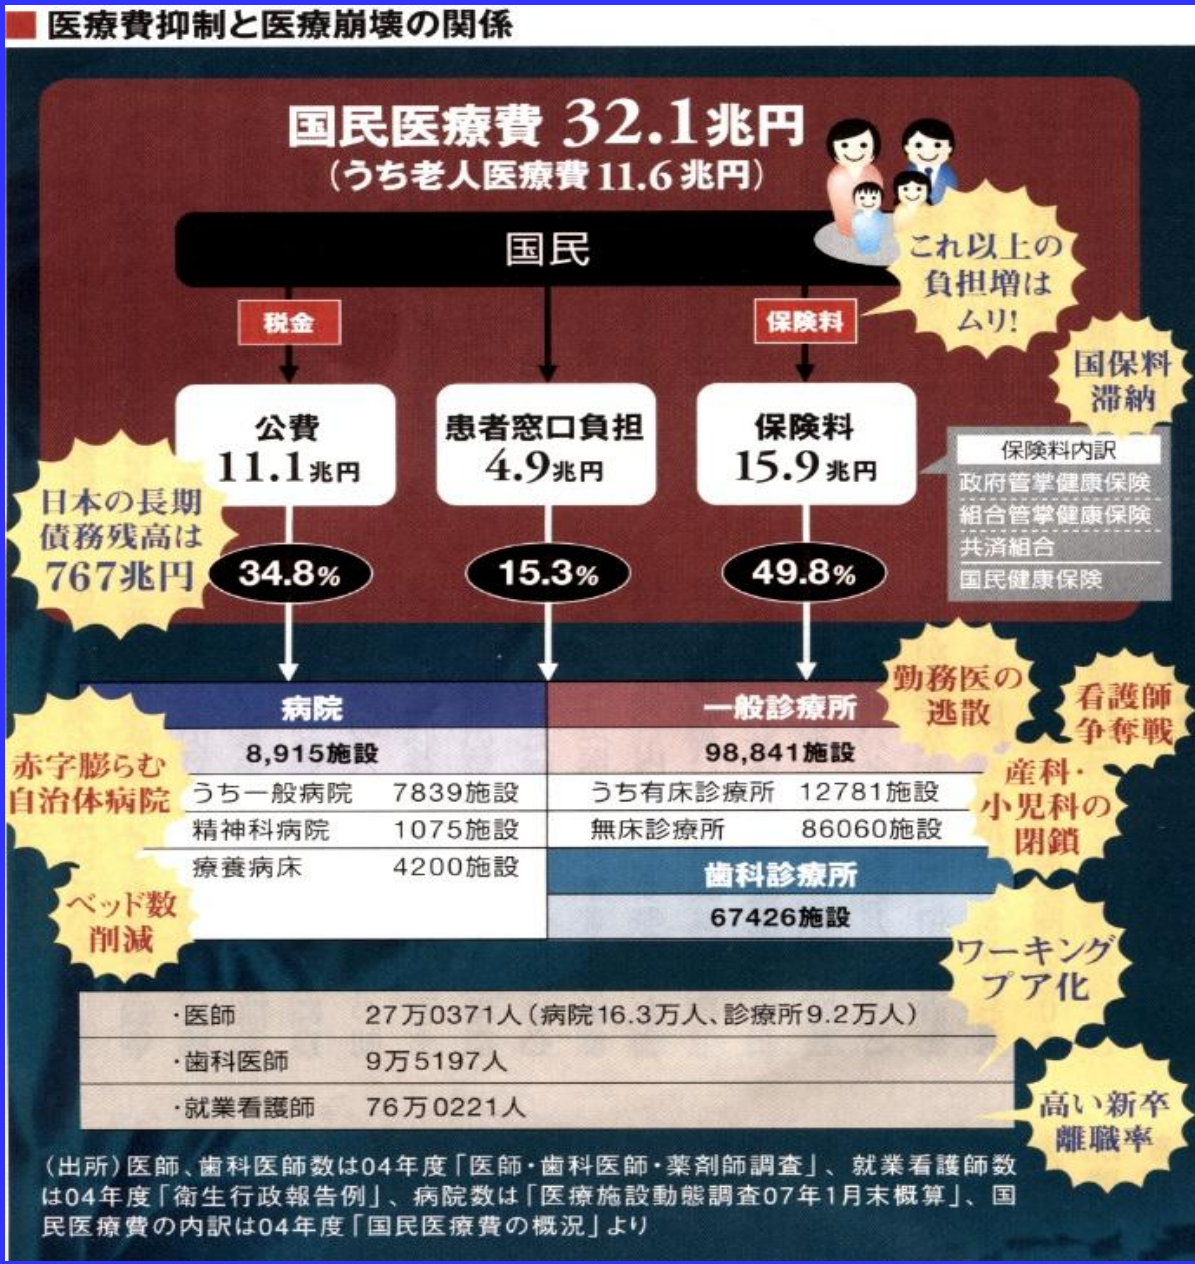 医療費抑制と医療崩壊の関係
国民医療費 32.1兆円
(うち老人医療費11.6兆円)
国民
これ以上の
負担増は
ムリ!
税金
保険料
国保料
滞納
公費
11.1兆円
患者窓口負担
4.9兆円
保険料
15.9兆円
保険料内訳
政府管掌健康保険
組合管掌健康保険
共済組合
国民健康保険
日本の長期
債務残高は
767兆円
34.8%
15.3%
49.8%
勤務医の
逃散
看護師
争奪戦
病院
一般診療所
8,915施設
98,841施設
赤字膨らむ
自治体病院
うち一般病院 7839施設
うち有床診療所 12781施設
産科・
小児科の
閉鎖
精神科病院 1075施設
無床診療所 86060施設
療養病床 4200施設
歯科診療所
67426施設
ベッド数
削減
ワーキング
プア化
・医師 27万0371人(病院16.3万人、診療所9.2万人)
・歯科医師 9万5197人
・就業看護師 76万0221人
高い新卒
離職率
(出所)医師、歯科医師数は04年度「医師・歯科医師・薬剤師調査」、就業看護師数
は04年度「衛生行政報告例」、病院数は「医療施設動態調査07年1月末概算」、国
民医療費の内訳は04年度「国民医療費の概況」より